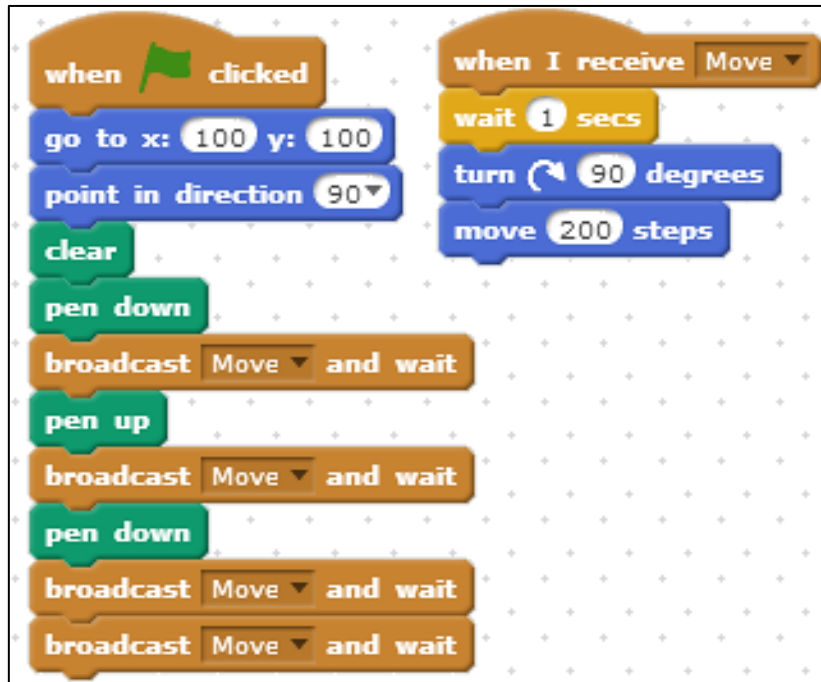 when clicked
go to x: 100 y: 100
point in direction 90
clear
pen down
broadcast Move and wait
pen up
broadcast Move and wait
pen down
broadcast Move and wait
broadcast Move and wait
when I receive Move
wait 1 secs
turn 90 degrees
move 200 steps